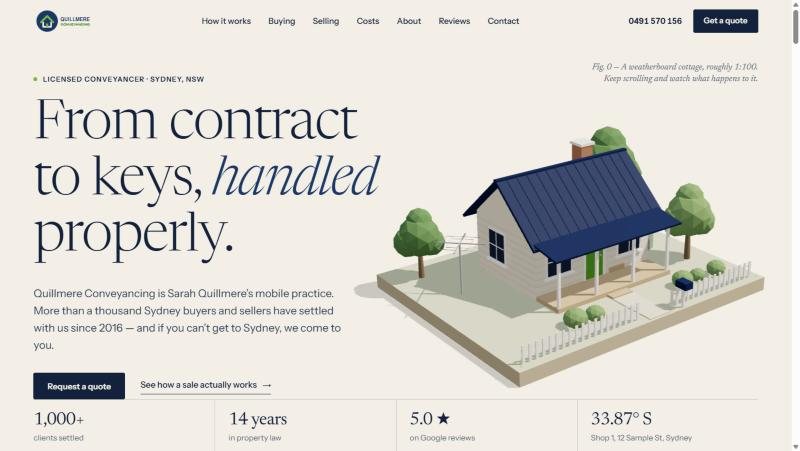 QUILLMERE
CONVEYANCING
How it works
Buying
Selling
Costs
About
Reviews
Contact
0491 570 156
Get a quote
Fig. 0 — A weatherboard cottage, roughly 1:100.
Keep scrolling and watch what happens to it.
LICENSED CONVEYANCER · SYDNEY, NSW
From contract
to keys, handled
properly.
Quillmere Conveyancing is Sarah Quillmere's mobile practice.
More than a thousand Sydney buyers and sellers have settled
with us since 2016 — and if you can't get to Sydney, we come to
you.
Request a quote
See how a sale actually works →
1,000+
clients settled
14 years
in property law
5.0 ★
on Google reviews
33.87° S
Shop 1, 12 Sample St, Sydney